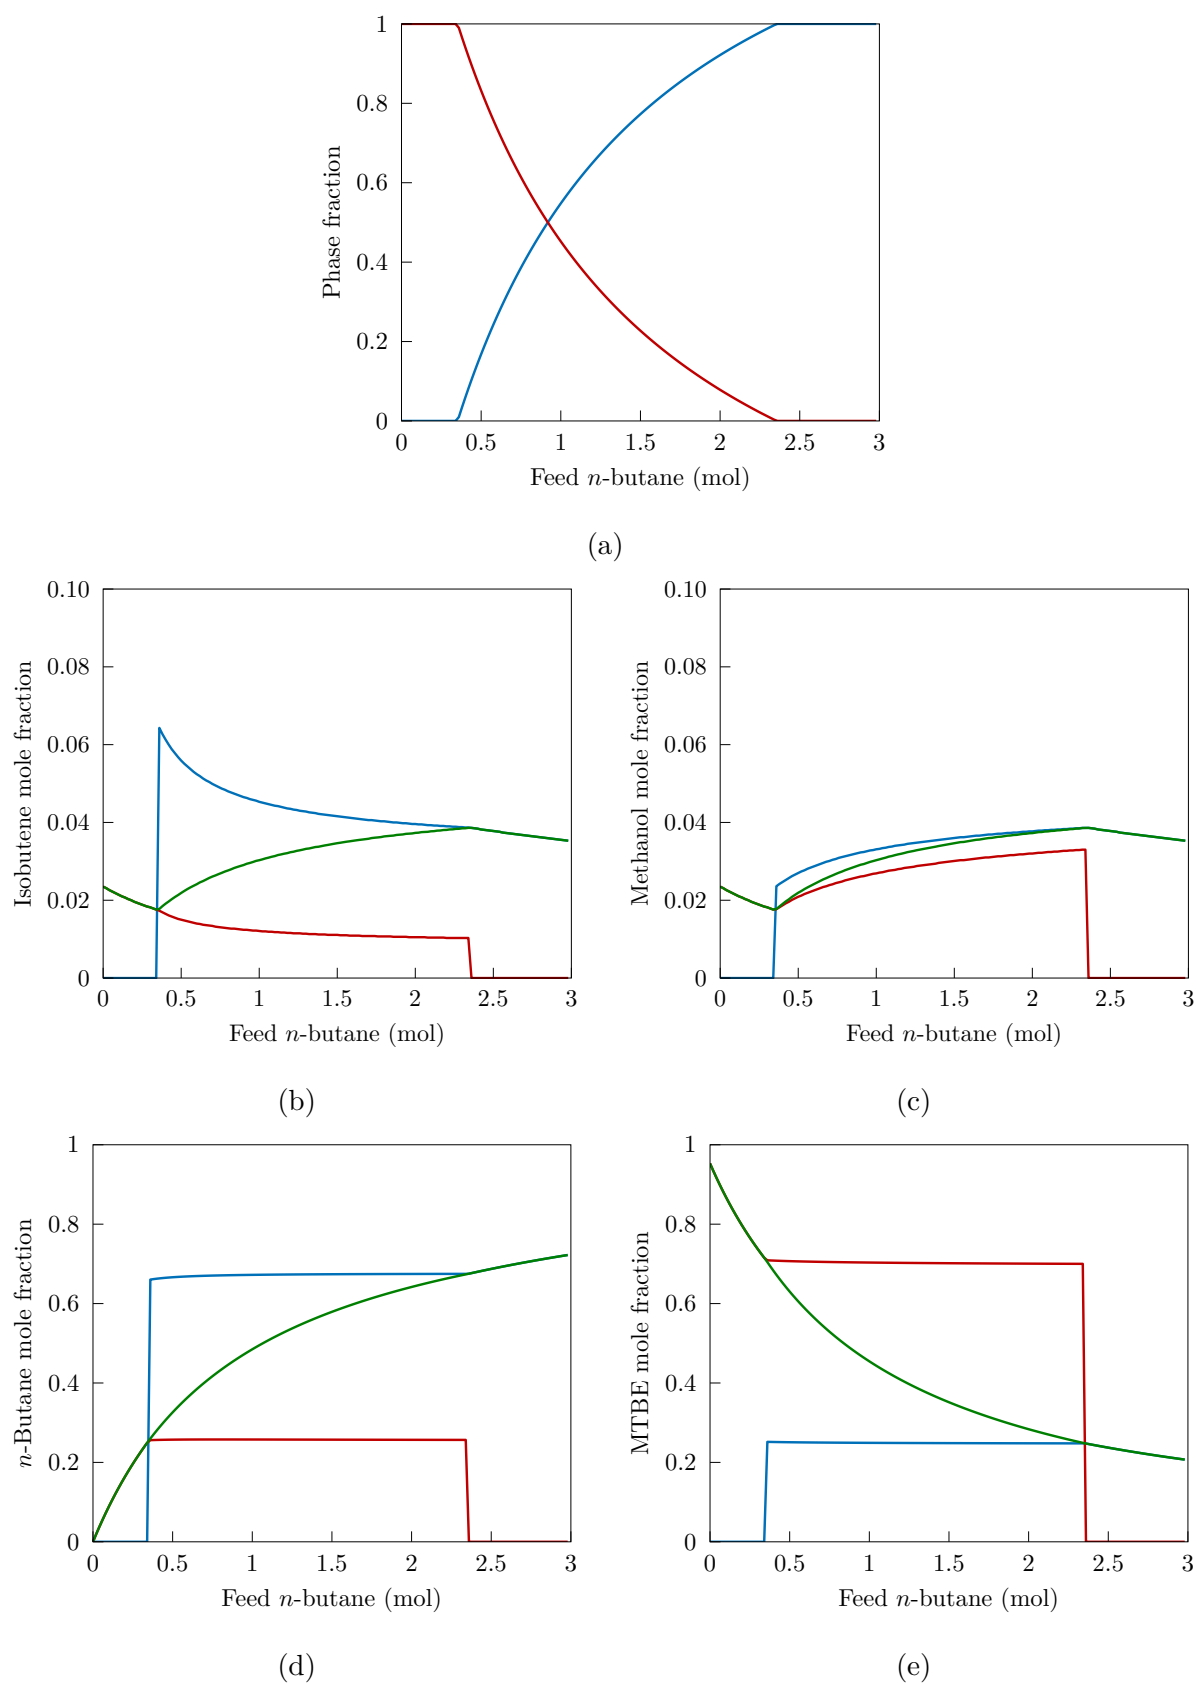 1
0.8
0.6
0.4
0.2
0
Phase fraction
0 0.5 1 1.5 2 2.5 3
Feed n-butane (mol)
(a)
0.10
0.08
0.06
0.04
0.02
0
Isobutene mole fraction
0 0.5 1 1.5 2 2.5 3
Feed n-butane (mol)
(b)
0.10
0.08
0.06
0.04
0.02
0
Methanol mole fraction
0 0.5 1 1.5 2 2.5 3
Feed n-butane (mol)
(c)
1
0.8
0.6
0.4
0.2
0
n-Butane mole fraction
0 0.5 1 1.5 2 2.5 3
Feed n-butane (mol)
(d)
1
0.8
0.6
0.4
0.2
0
MTBE mole fraction
0 0.5 1 1.5 2 2.5 3
Feed n-butane (mol)
(e)